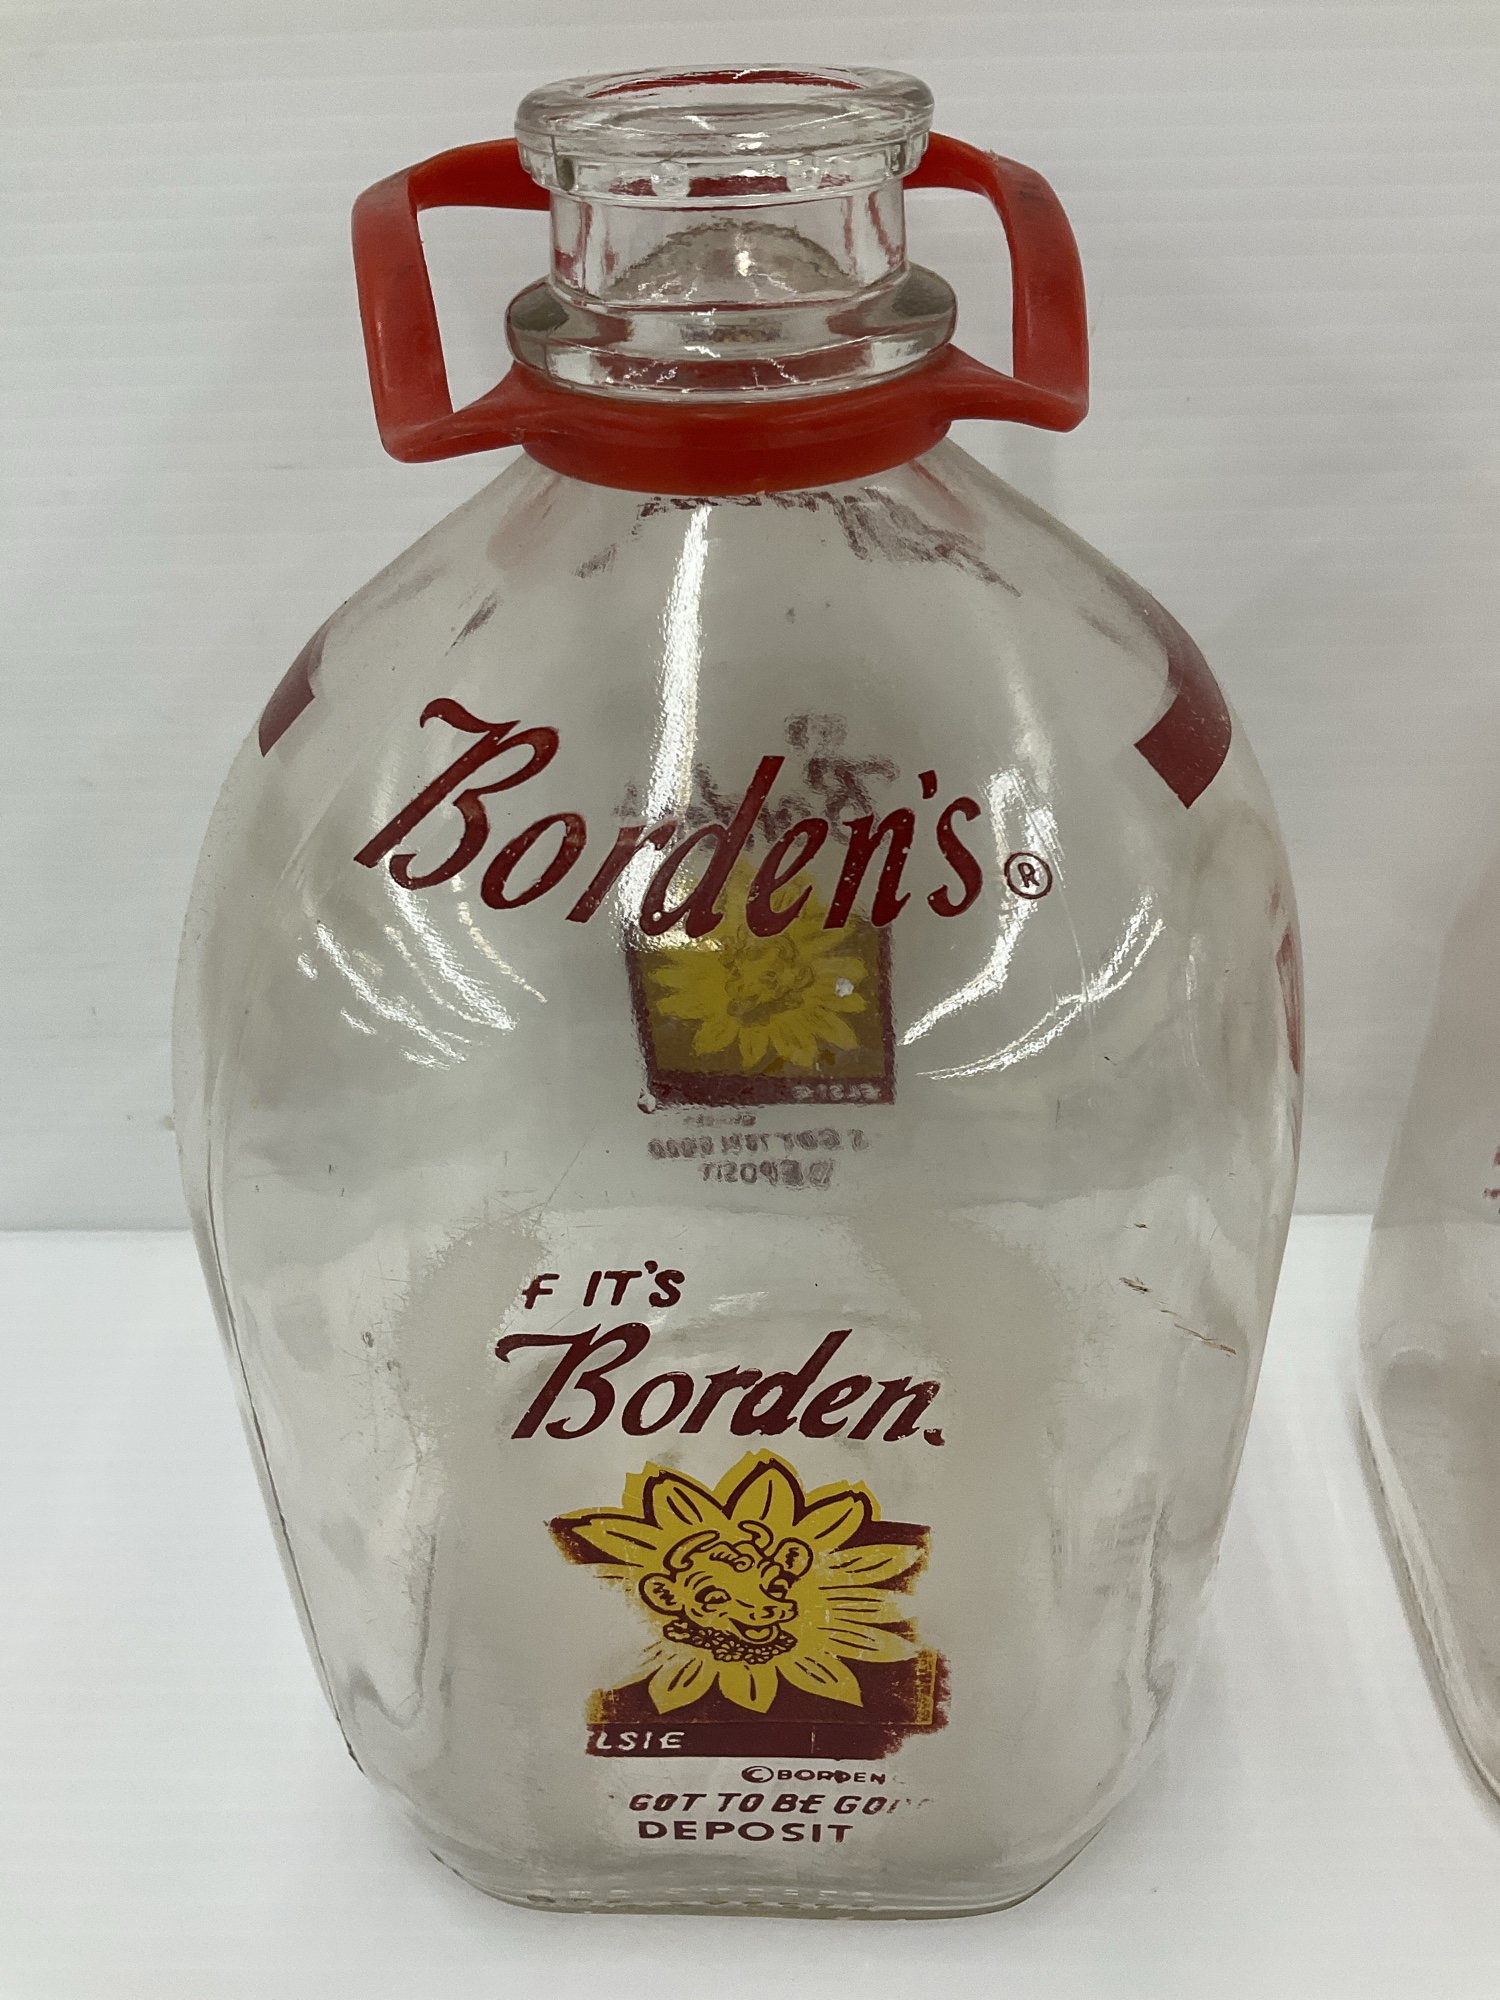 Borden's ®
F IT'S
Borden.
LSIE
© BORDEN
GOT TO BE GO
DEPOSIT